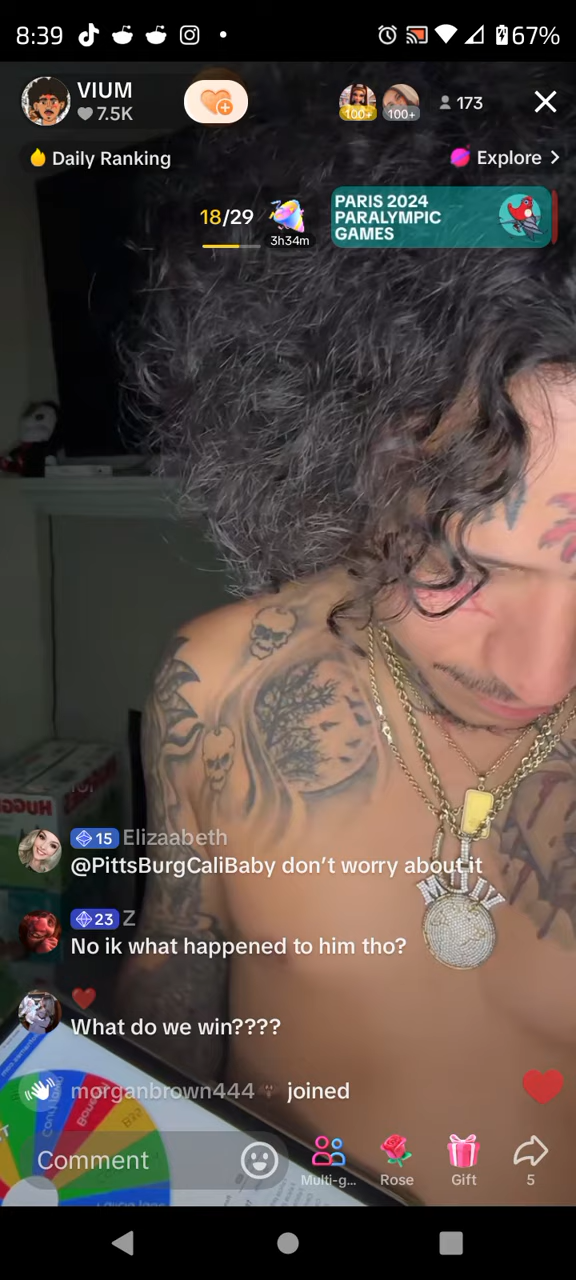 8:39
67%
VIUM
7.5K
100+
100+
173
Daily Ranking
Explore
18/29
3h34m
PARIS 2024
PARALYMPIC
GAMES
15 Elizaabeth
@PittsBurgCaliBaby don’t worry about it
23 Z
No ik what happened to him tho?
What do we win????
morganbrown444 joined
Comment
Multi-g...
Rose
Gift
5